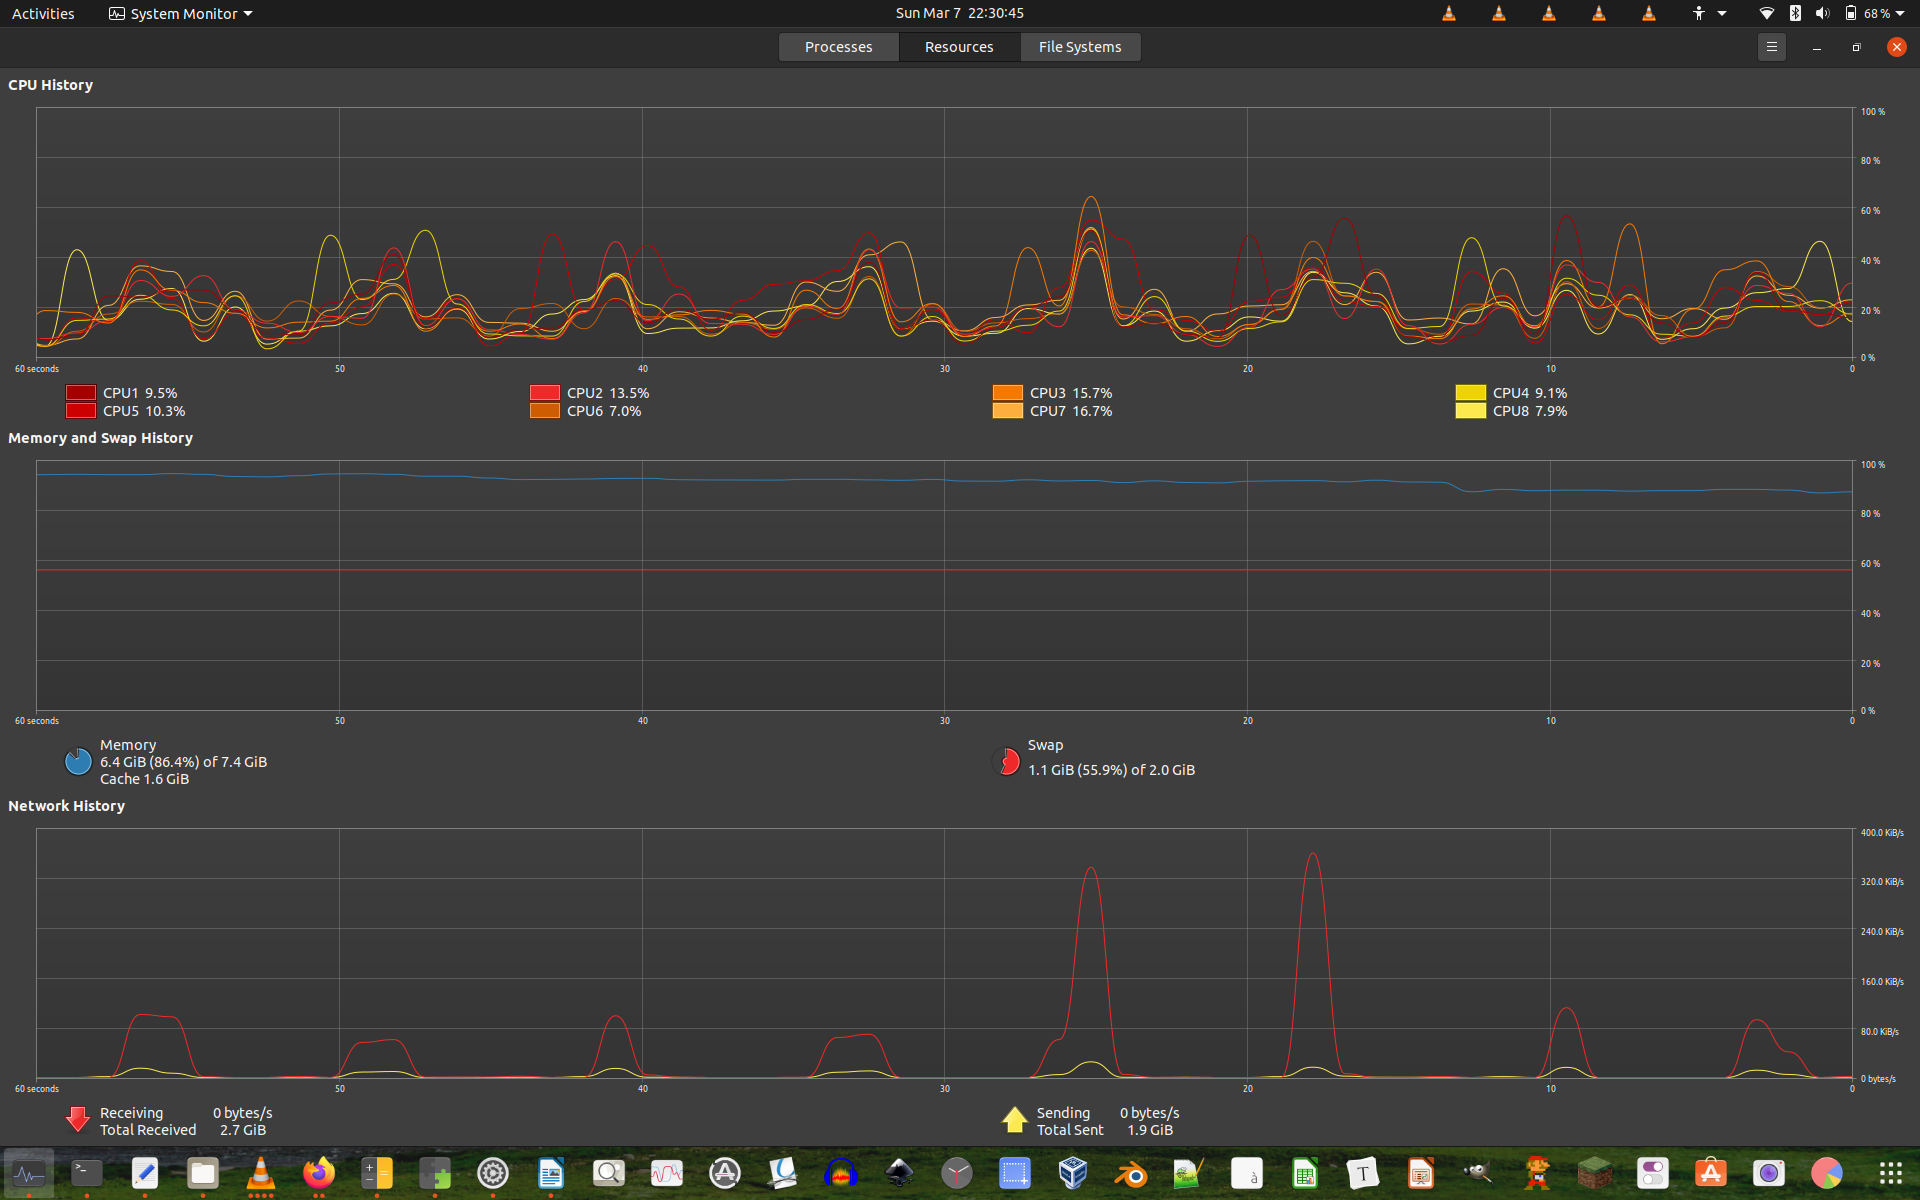 Activities System Monitor Sun Mar 7 22:30:45 68 %
Processes Resources File Systems
CPU History
100 %
80 %
60 %
40 %
20 %
0 %
60 seconds 50 40 30 20 10 0
CPU1 9.5% CPU2 13.5% CPU3 15.7% CPU4 9.1%
CPU5 10.3% CPU6 7.0% CPU7 16.7% CPU8 7.9%
Memory and Swap History
100 %
80 %
60 %
40 %
20 %
0 %
60 seconds 50 40 30 20 10 0
Memory
6.4 GiB (86.4%) of 7.4 GiB
Cache 1.6 GiB
Swap
1.1 GiB (55.9%) of 2.0 GiB
Network History
400.0 KiB/s
320.0 KiB/s
240.0 KiB/s
160.0 KiB/s
80.0 KiB/s
0 bytes/s
60 seconds 50 40 30 20 10 0
Receiving 0 bytes/s
Total Received 2.7 GiB
Sending 0 bytes/s
Total Sent 1.9 GiB